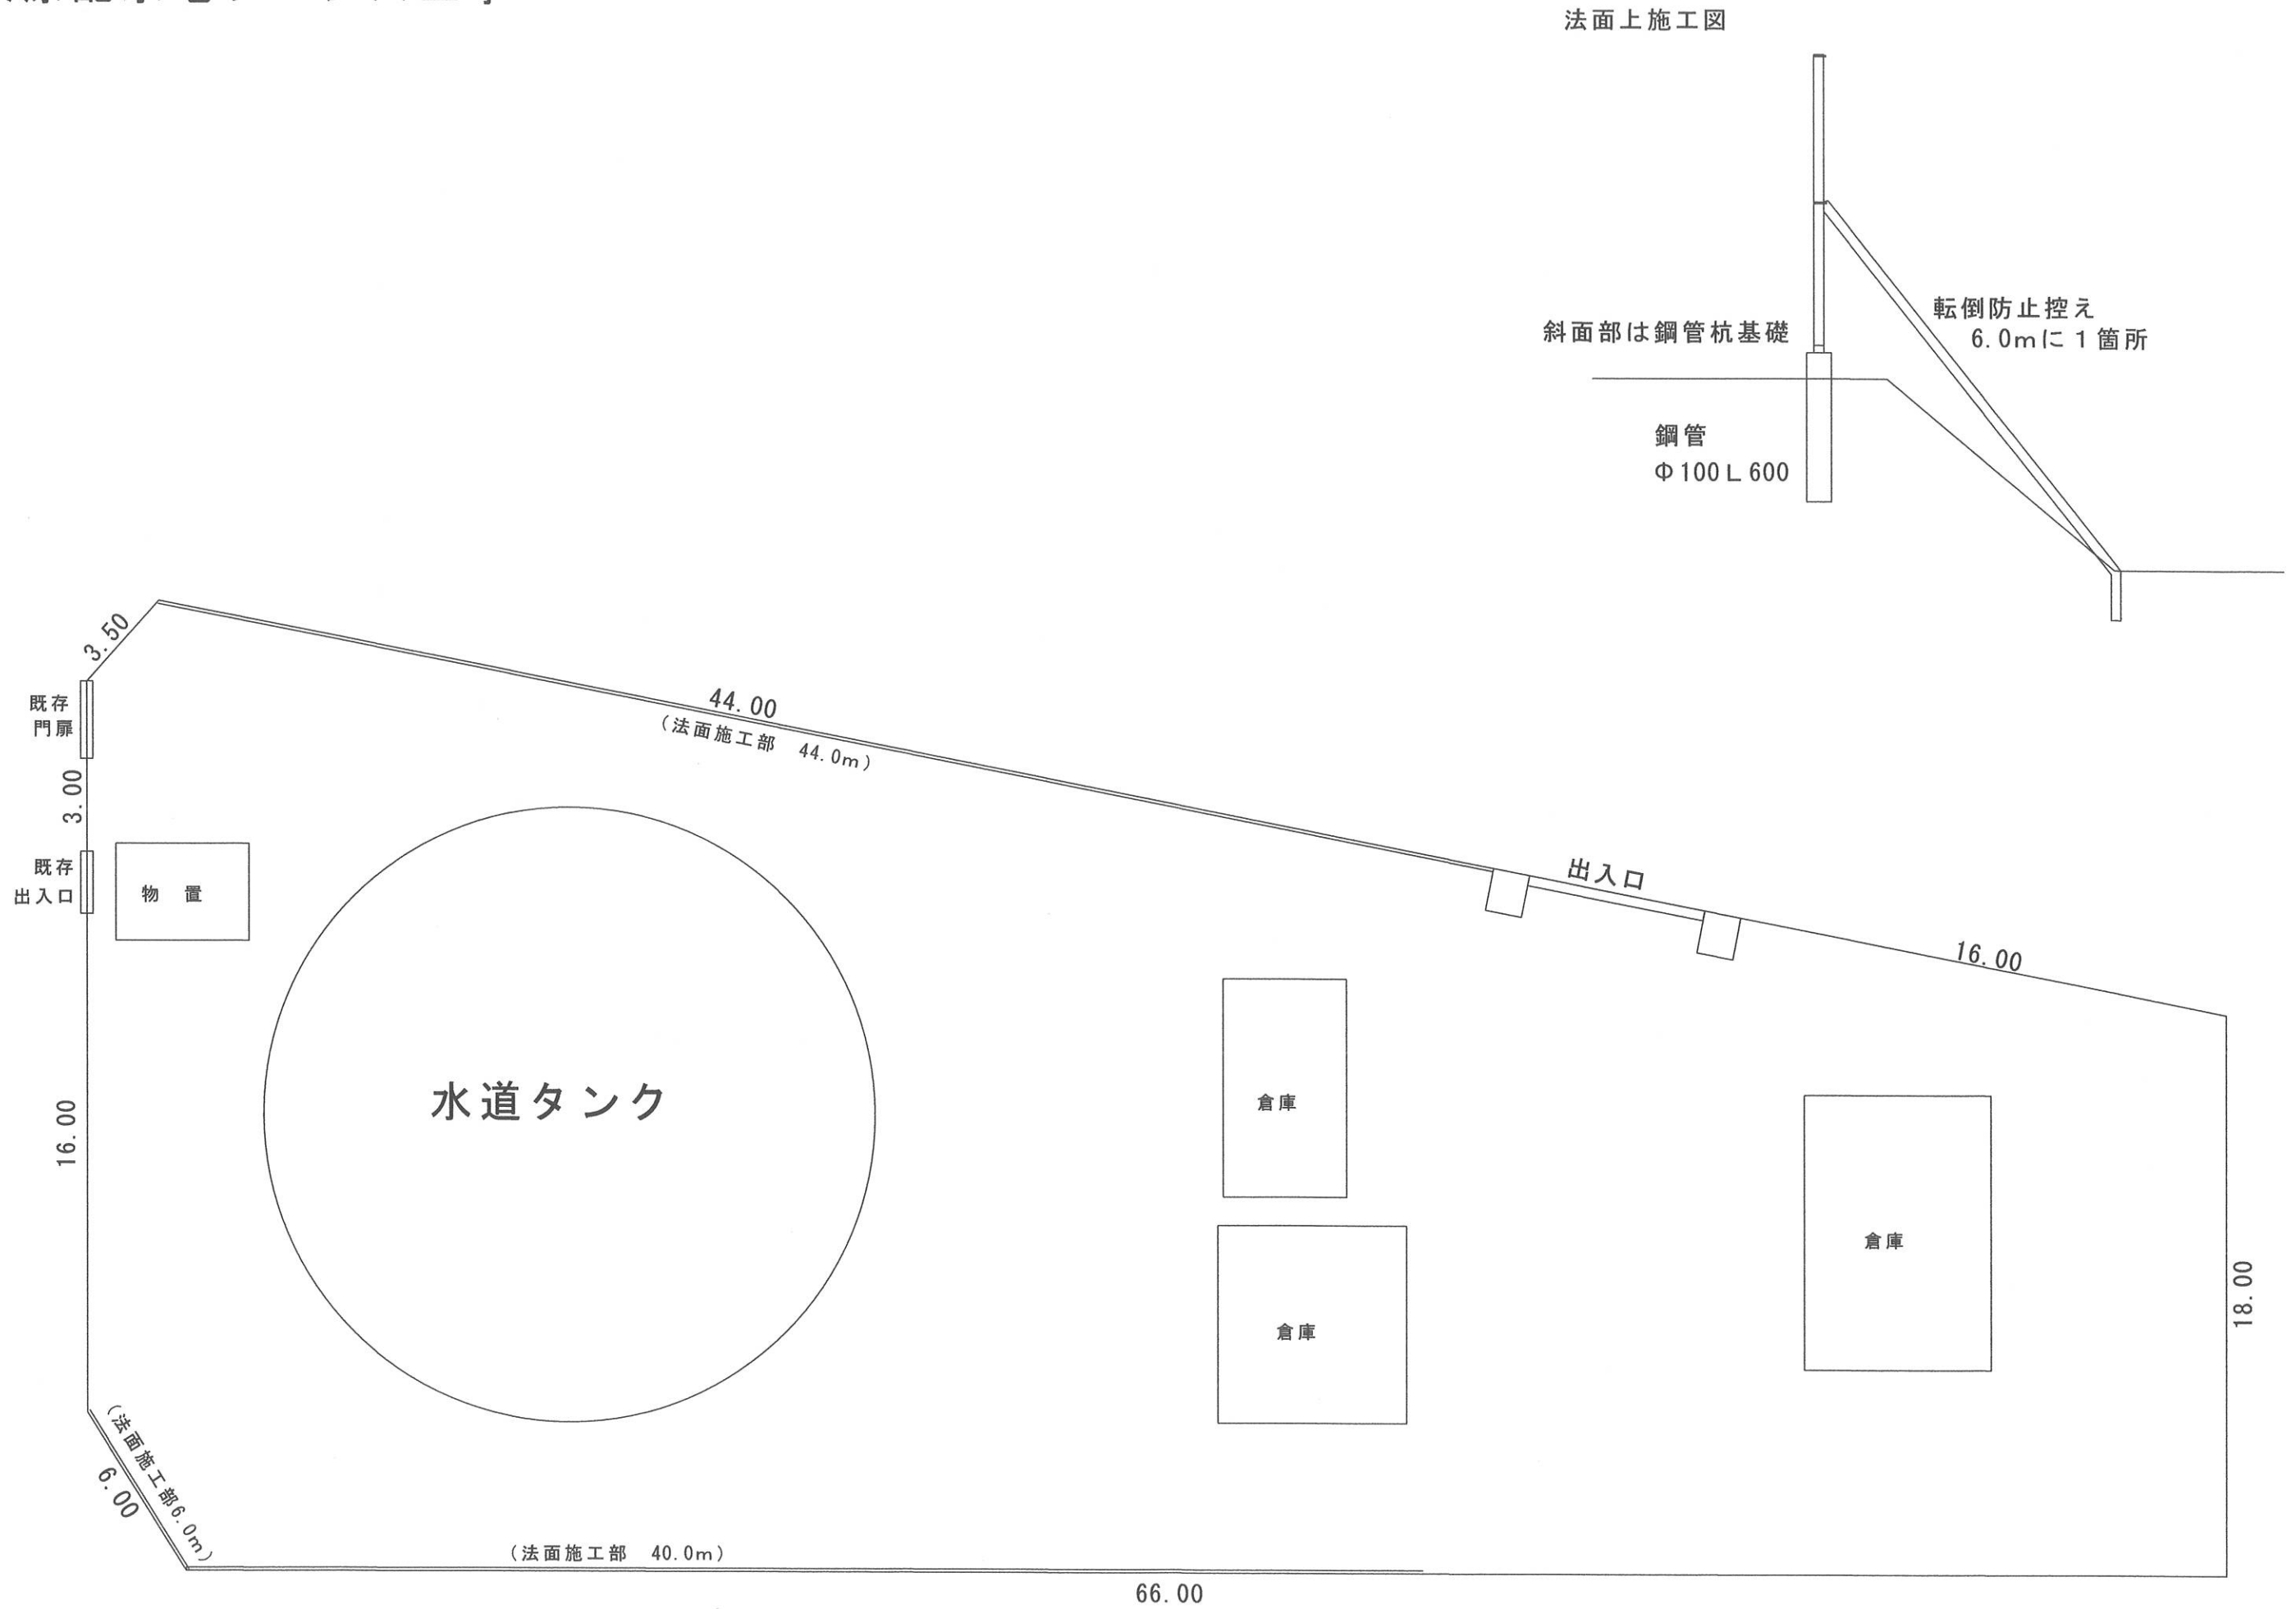 法面上施工図
転倒防止控え
6.0mに1箇所
斜面部は鋼管杭基礎
鋼管
Φ100L600
3.50
既存
門扉
44.00
(法面施工部 44.0m)
3.00
既存
出入口
物 置
出入口
16.00
水道タンク
倉庫
16.00
倉庫
倉庫
18.00
(法面施工部6.0m)
6.00
(法面施工部 40.0m)
66.00